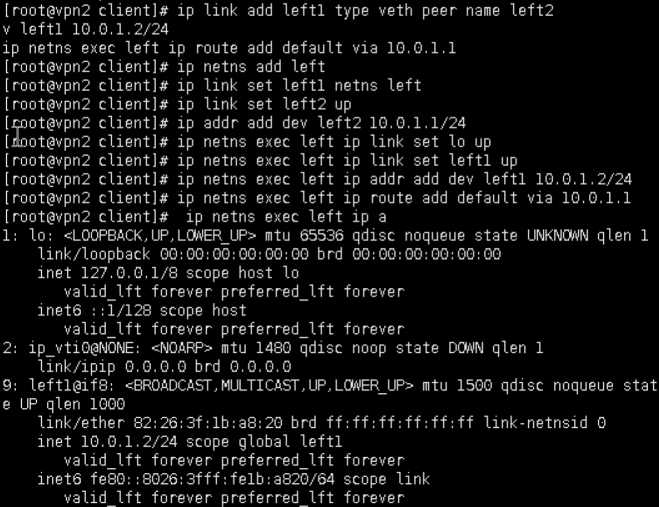 [root@vpn2 client]# ip link add left1 type veth peer name left2
v left1 10.0.1.2/24
ip netns exec left ip route add default via 10.0.1.1
[root@vpn2 client]# ip netns add left
[root@vpn2 client]# ip link set left1 netns left
[root@vpn2 client]# ip link set left2 up
[root@vpn2 client]# ip addr add dev left2 10.0.1.1/24
[root@vpn2 client]# ip netns exec left ip link set lo up
[root@vpn2 client]# ip netns exec left ip link set left1 up
[root@vpn2 client]# ip netns exec left ip addr add dev left1 10.0.1.2/24
[root@vpn2 client]# ip netns exec left ip route add default via 10.0.1.1
[root@vpn2 client]#  ip netns exec left ip a
1: lo: <LOOPBACK,UP,LOWER_UP> mtu 65536 qdisc noqueue state UNKNOWN qlen 1
    link/loopback 00:00:00:00:00:00 brd 00:00:00:00:00:00
    inet 127.0.0.1/8 scope host lo
       valid_lft forever preferred_lft forever
    inet6 ::1/128 scope host
       valid_lft forever preferred_lft forever
2: ip_vti0@NONE: <NOARP> mtu 1480 qdisc noop state DOWN qlen 1
    link/ipip 0.0.0.0 brd 0.0.0.0
9: left1@if8: <BROADCAST,MULTICAST,UP,LOWER_UP> mtu 1500 qdisc noqueue stat
e UP qlen 1000
    link/ether 82:26:3f:1b:a8:20 brd ff:ff:ff:ff:ff:ff link-netnsid 0
    inet 10.0.1.2/24 scope global left1
       valid_lft forever preferred_lft forever
    inet6 fe80::8026:3fff:fe1b:a820/64 scope link
       valid_lft forever preferred_lft forever